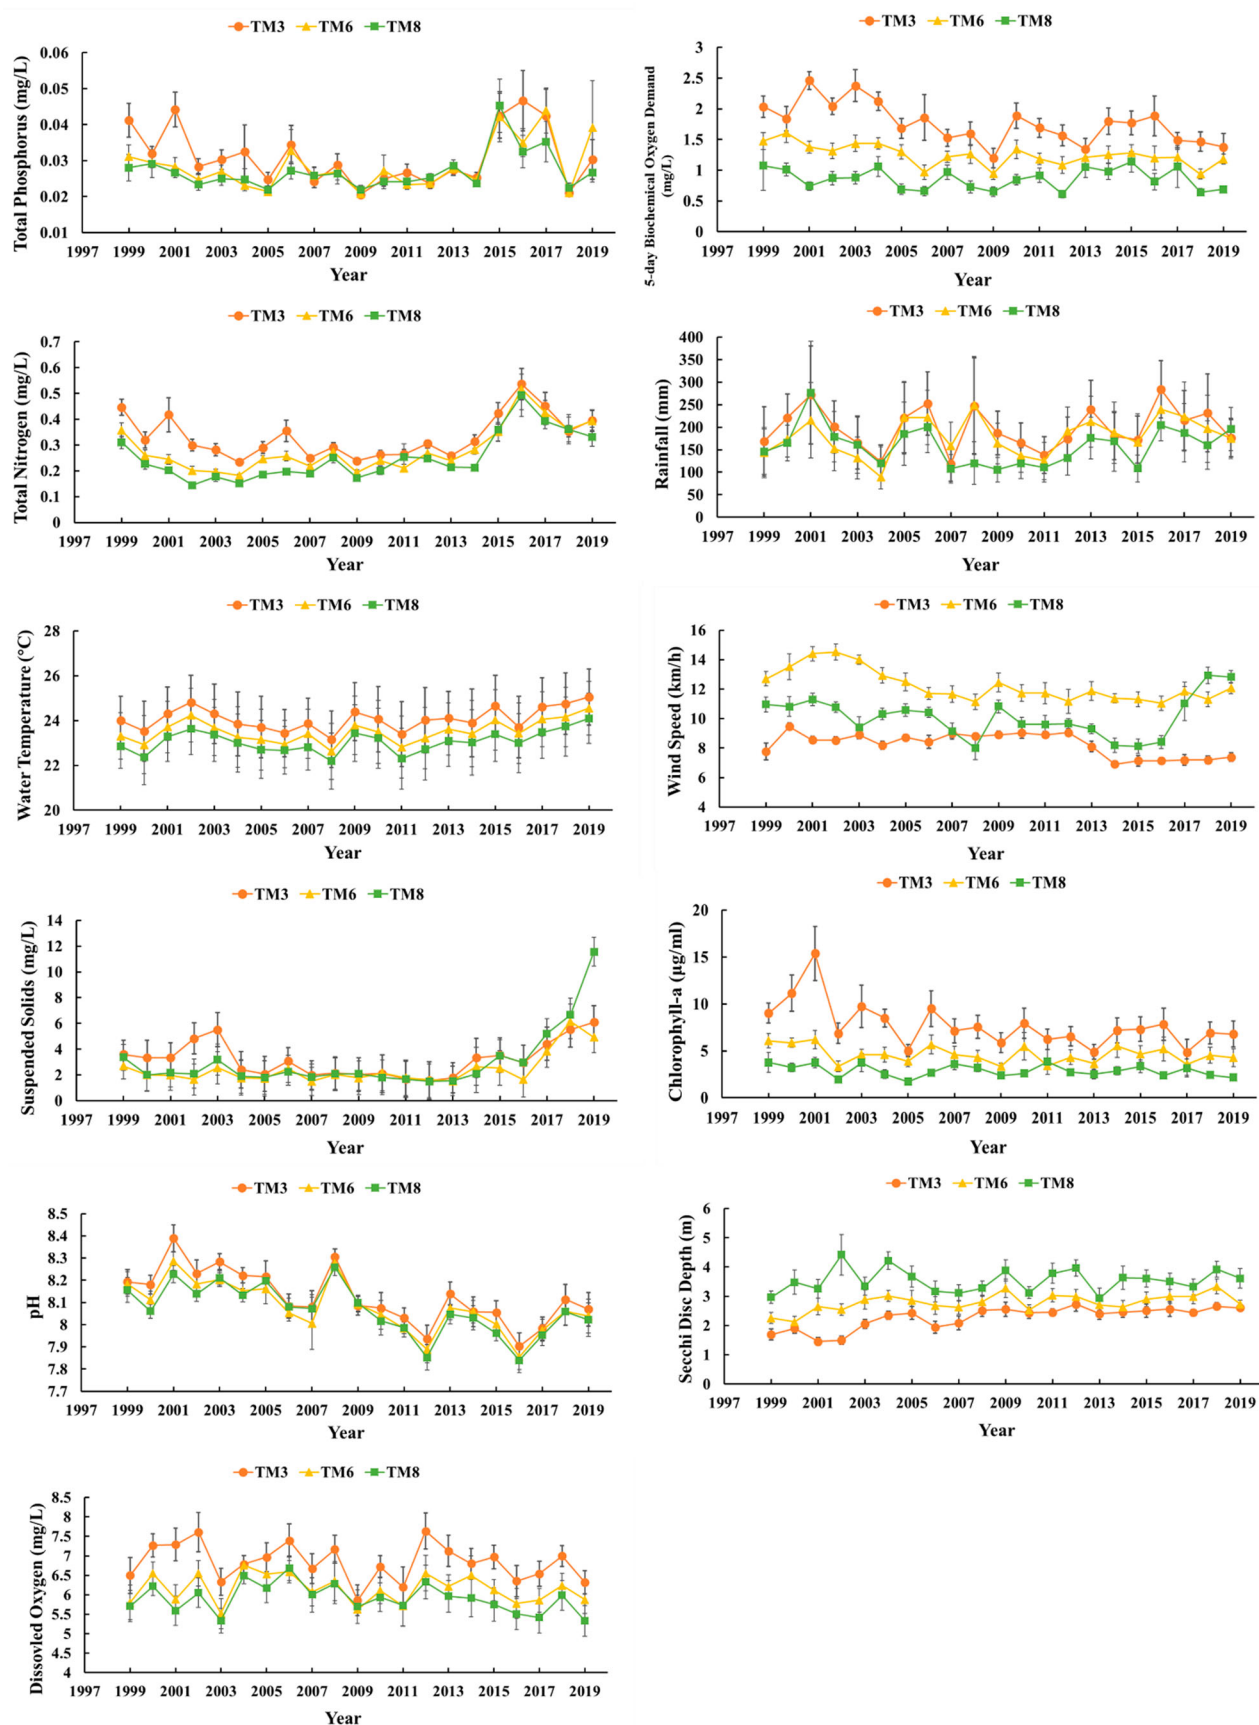 TM3 TM6 TM8
Total Phosphorus (mg/L)
0.06
0.05
0.04
0.03
0.02
0.01
1997 1999 2001 2003 2005 2007 2009 2011 2013 2015 2017 2019
Year
TM3 TM6 TM8
5-day Biochemical Oxygen Demand
(mg/L)
3
2.5
2
1.5
1
0.5
0
1997 1999 2001 2003 2005 2007 2009 2011 2013 2015 2017 2019
Year
TM3 TM6 TM8
Total Nitrogen (mg/L)
0.7
0.6
0.5
0.4
0.3
0.2
0.1
0
1997 1999 2001 2003 2005 2007 2009 2011 2013 2015 2017 2019
Year
TM3 TM6 TM8
Rainfall (mm)
400
350
300
250
200
150
100
50
0
1997 1999 2001 2003 2005 2007 2009 2011 2013 2015 2017 2019
Year
TM3 TM6 TM8
Water Temperature (°C)
28
26
24
22
20
1997 1999 2001 2003 2005 2007 2009 2011 2013 2015 2017 2019
Year
TM3 TM6 TM8
Wind Speed (km/h)
16
14
12
10
8
6
4
1997 1999 2001 2003 2005 2007 2009 2011 2013 2015 2017 2019
Year
TM3 TM6 TM8
Suspended Solids (mg/L)
14
12
10
8
6
4
2
0
1997 1999 2001 2003 2005 2007 2009 2011 2013 2015 2017 2019
Year
TM3 TM6 TM8
Chlorophyll-a (µg/ml)
20
15
10
5
0
1997 1999 2001 2003 2005 2007 2009 2011 2013 2015 2017 2019
Year
TM3 TM6 TM8
pH
8.5
8.4
8.3
8.2
8.1
8
7.9
7.8
7.7
1997 1999 2001 2003 2005 2007 2009 2011 2013 2015 2017 2019
Year
TM3 TM6 TM8
Secchi Disc Depth (m)
6
5
4
3
2
1
0
1997 1999 2001 2003 2005 2007 2009 2011 2013 2015 2017 2019
Year
TM3 TM6 TM8
Dissovled Oxygen (mg/L)
8.5
8
7.5
7
6.5
6
5.5
5
4.5
4
1997 1999 2001 2003 2005 2007 2009 2011 2013 2015 2017 2019
Year